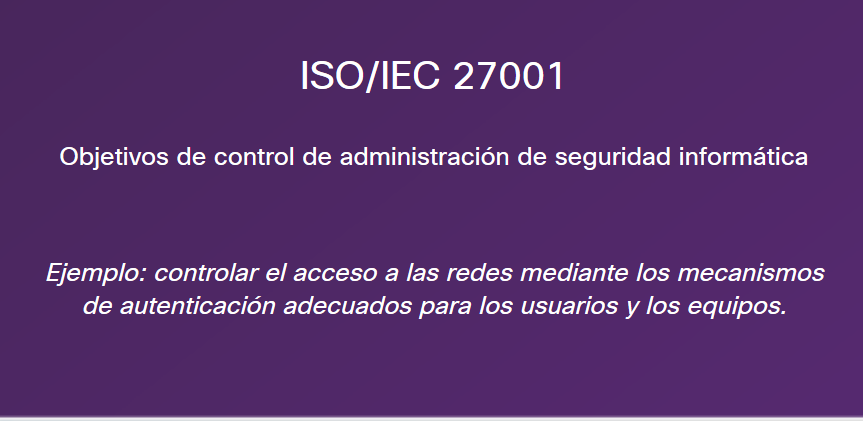 ISO/IEC 27001
Objetivos de control de administración de seguridad informática
Ejemplo: controlar el acceso a las redes mediante los mecanismos
de autenticación adecuados para los usuarios y los equipos.